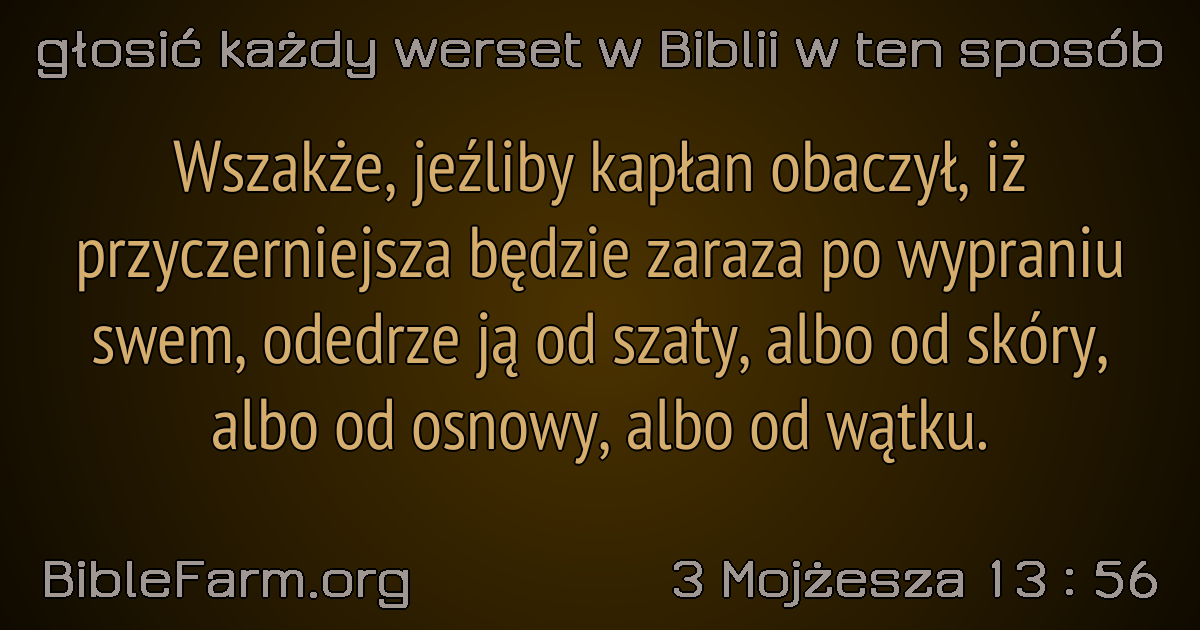 głosić każdy werset w Biblii w ten sposób
Wszakże, jeźliby kapłan obaczył, iż
przyczerniejsza będzie zaraza po wypraniu
swem, odedrze ją od szaty, albo od skóry,
albo od osnowy, albo od wątku.
BibleFarm.org
3 Mojżesza 13 : 56